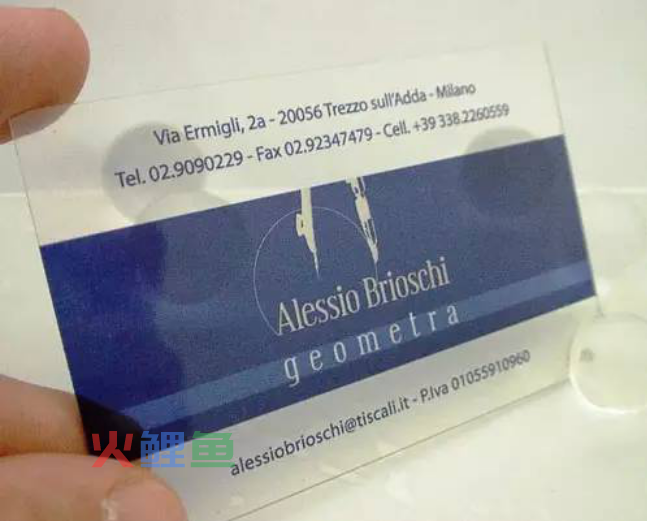 Via Ermigli, 2a - 20056 Trezzo sull'Adda - Milano
Tel. 02.9090229 - Fax 02.92347479 - Cell. +39 338.2260559
Alessio Brioschi
geometra
alessiobrioschi@tiscali.it - P.Iva 01055910960
火鲤鱼